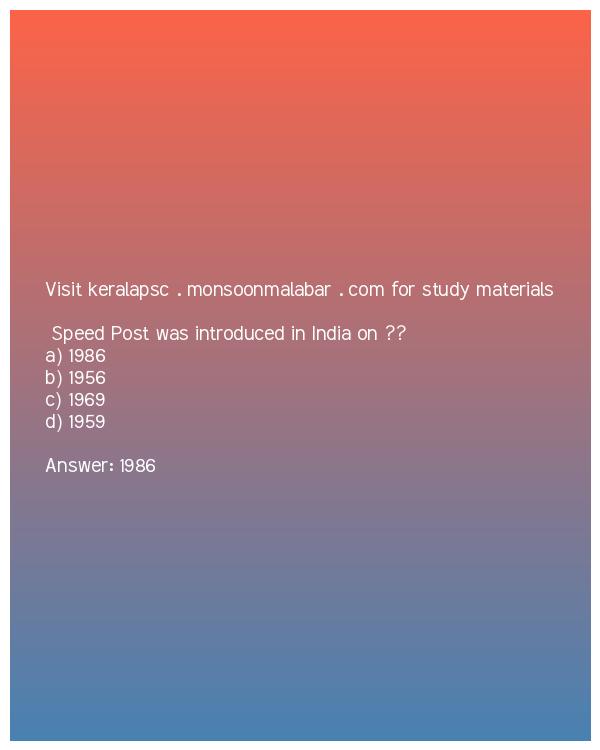 Visit keralapsc . monsoonmalabar . com for study materials
Speed Post was introduced in India on ??
a) 1986
b) 1956
c) 1969
d) 1959
Answer: 1986